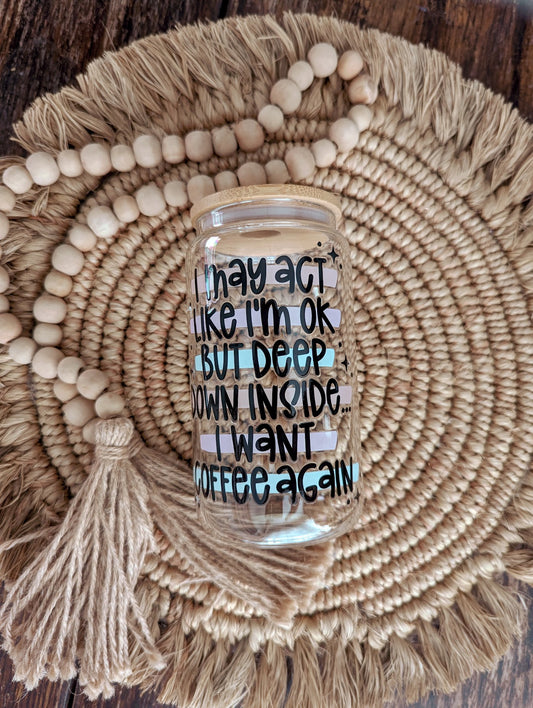 I may act
like I'm ok
but deep
down inside...
I want
coffee again